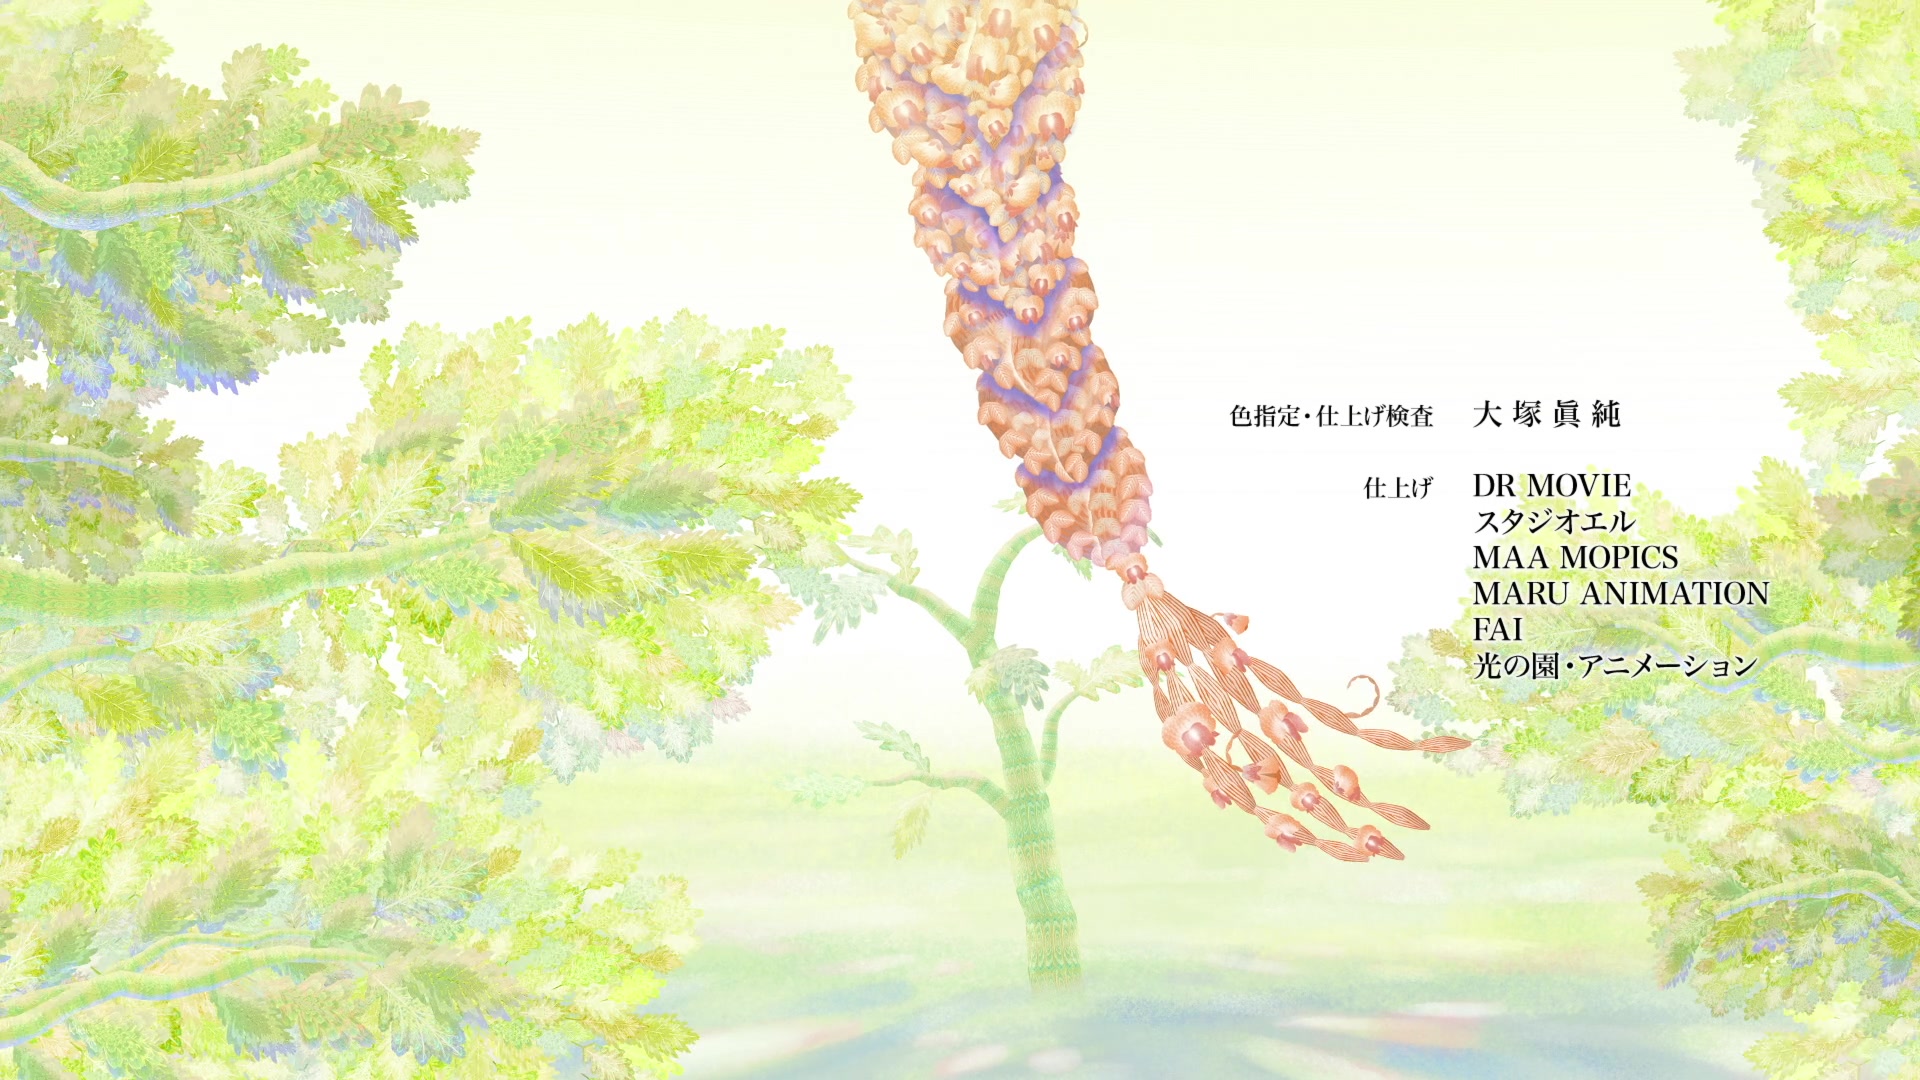 色指定・仕上げ検査 大塚眞純
仕上げ DR MOVIE
スタジオエル
MAA MOPICS
MARU ANIMATION
FAI
光の園・アニメーション